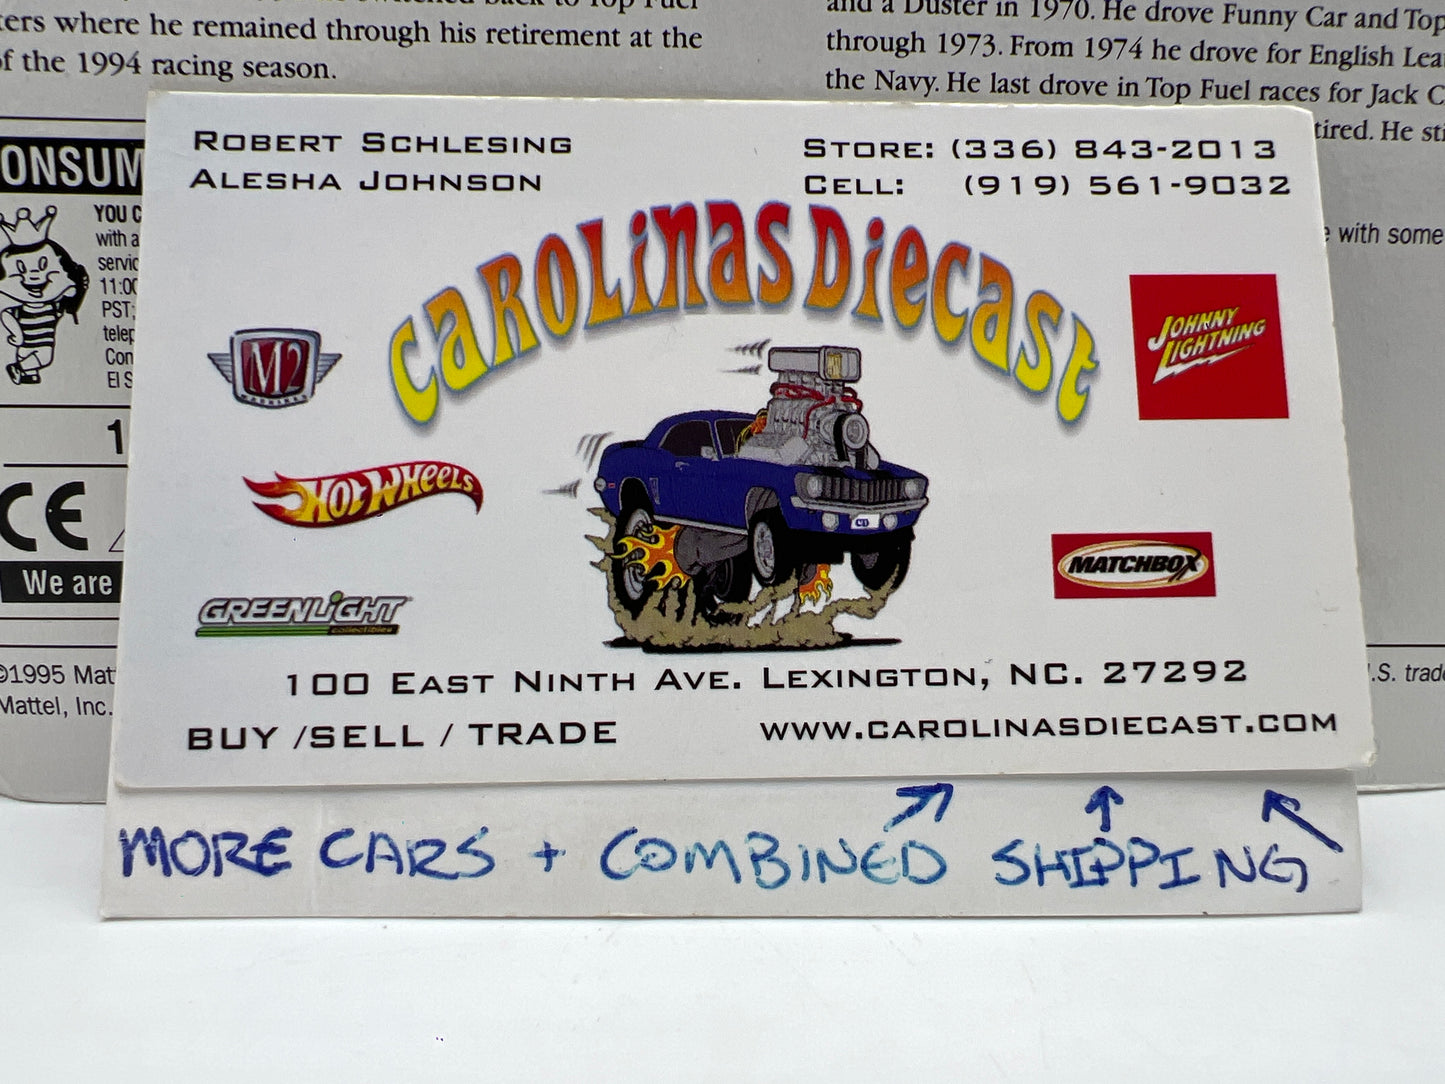 ters where he remained through his retirement at the
of the 1994 racing season.
and a Duster in 1970. He drove Funny Car and Top
through 1973. From 1974 he drove for English Lea
the Navy. He last drove in Top Fuel races for Jack C
tired. He sti
ONSUM
YOU C
with a
servic
11:00
PST;
telep
Con
El S
with some
1
CE
We are
©1995 Mat
Mattel, Inc.
.S. trade
ROBERT SCHLESING
ALESHA JOHNSON
STORE: (336) 843-2013
CELL: (919) 561-9032
CAROLINAS DIECAST
M2
MACHINES
JOHNNY
LIGHTNING
HOT WHEELS
MATCHBOX
GREENLIGHT
collectibles
100 EAST NINTH AVE. LEXINGTON, NC. 27292
BUY /SELL / TRADE
WWW.CAROLINASDIECAST.COM
MORE CARS + COMBINED SHIPPING